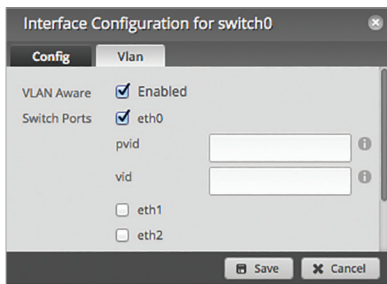 Interface Configuration for switch0
Config Vlan
VLAN Aware Enabled
Switch Ports eth0
pvid
vid
eth1
eth2
Save Cancel